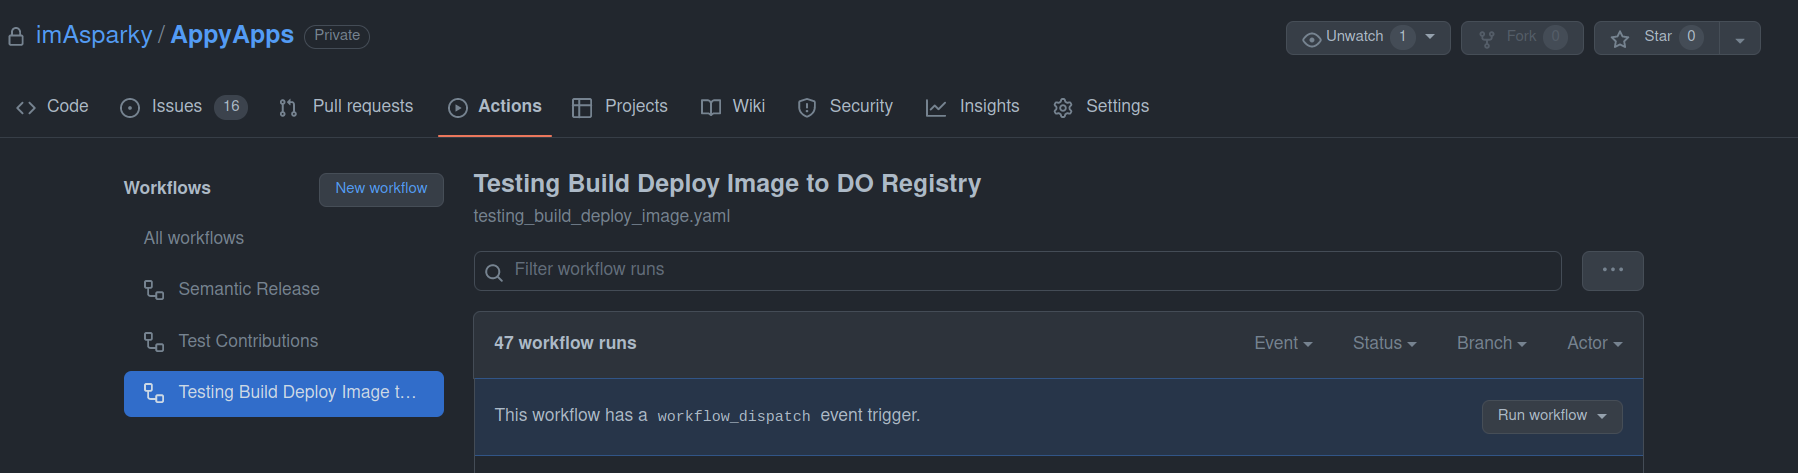 imAsparky / AppyApps Private Unwatch 1 Fork 0 Star 0
Code Issues 16 Pull requests Actions Projects Wiki Security Insights Settings
Workflows New workflow
All workflows
Semantic Release
Test Contributions
Testing Build Deploy Image t...
Testing Build Deploy Image to DO Registry
testing_build_deploy_image.yaml
Filter workflow runs
47 workflow runs Event Status Branch Actor
This workflow has a workflow_dispatch event trigger. Run workflow